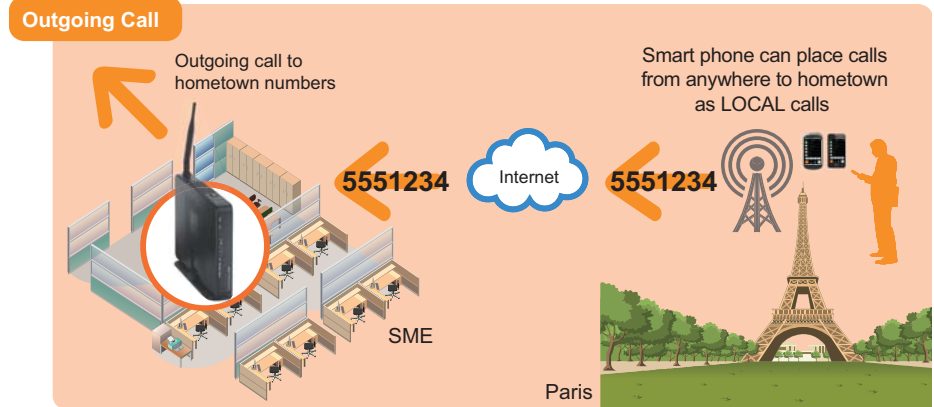 Outgoing Call
Outgoing call to
hometown numbers
Smart phone can place calls
from anywhere to hometown
as LOCAL calls
5551234
Internet
5551234
SME
Paris